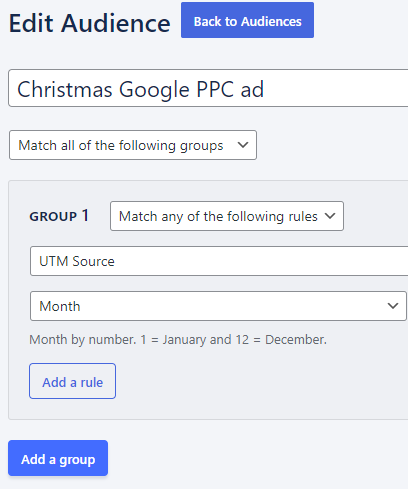 Edit Audience Back to Audiences
Christmas Google PPC ad
Match all of the following groups
GROUP 1 Match any of the following rules
UTM Source
Month
Month by number. 1 = January and 12 = December.
Add a rule
Add a group